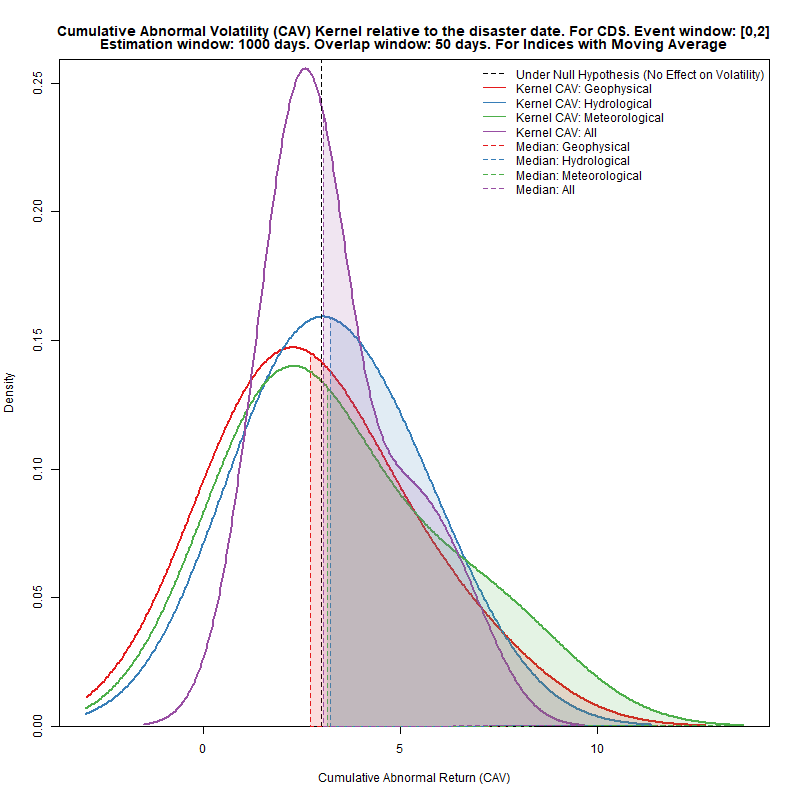 Cumulative Abnormal Volatility (CAV) Kernel relative to the disaster date. For CDS. Event window: [0,2]
Estimation window: 1000 days. Overlap window: 50 days. For Indices with Moving Average
Under Null Hypothesis (No Effect on Volatility)
Kernel CAV: Geophysical
Kernel CAV: Hydrological
Kernel CAV: Meteorological
Kernel CAV: All
Median: Geophysical
Median: Hydrological
Median: Meteorological
Median: All
Density
0.25
0.20
0.15
0.10
0.05
0.00
0
5
10
Cumulative Abnormal Return (CAV)